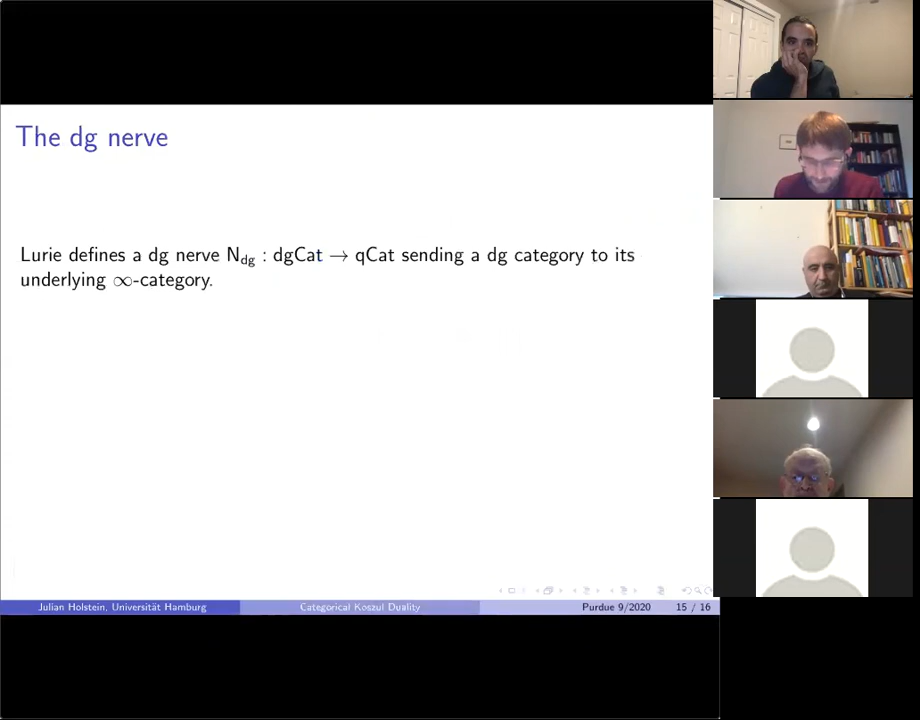 The dg nerve
Lurie defines a dg nerve N_dg : dgCat → qCat sending a dg category to its
underlying ∞-category.
Julian Holstein, Universität Hamburg
Categorical Koszul Duality
Purdue 9/2020
15 / 16